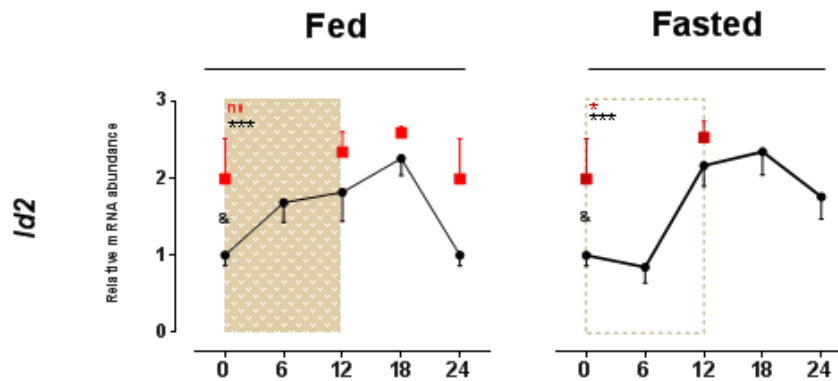 Fed
Fasted
Id2
Relative mRNA abundance
3
2
1
0
***
&
0 6 12 18 24
*
***
&
0 6 12 18 24